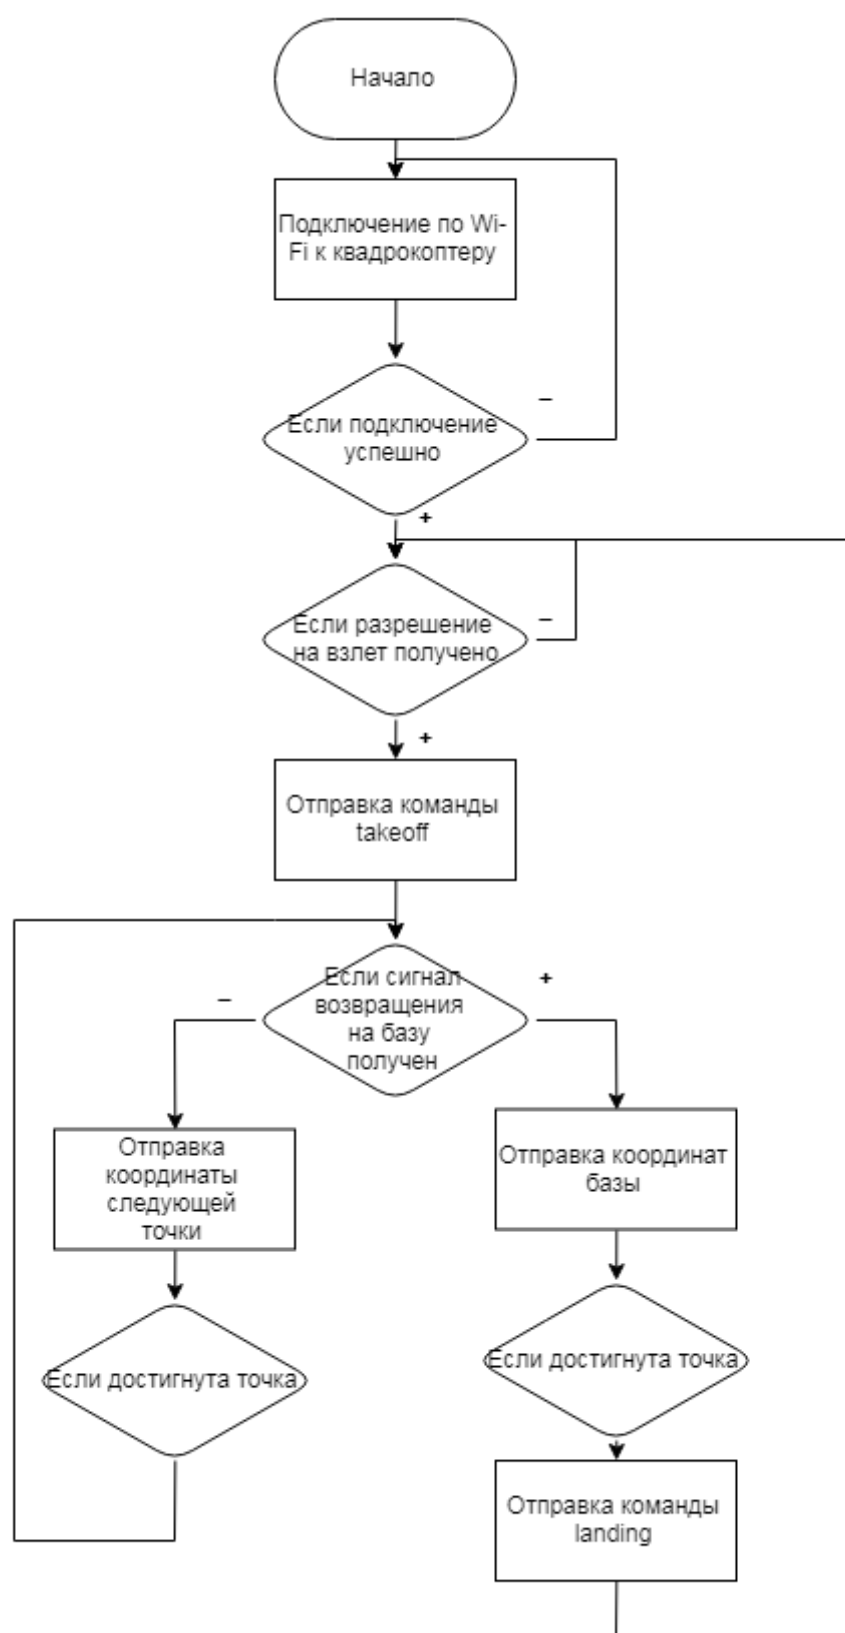 Начало
Подключение по Wi-
Fi к квадрокоптеру
–
Если подключение
успешно
+
–
Если разрешение
на взлет получено
+
Отправка команды
takeoff
– +
Если сигнал
возвращения
на базу
получен
Отправка
координаты
следующей
точки
Отправка координат
базы
Если достигнута точка
Если достигнута точка
Отправка команды
landing